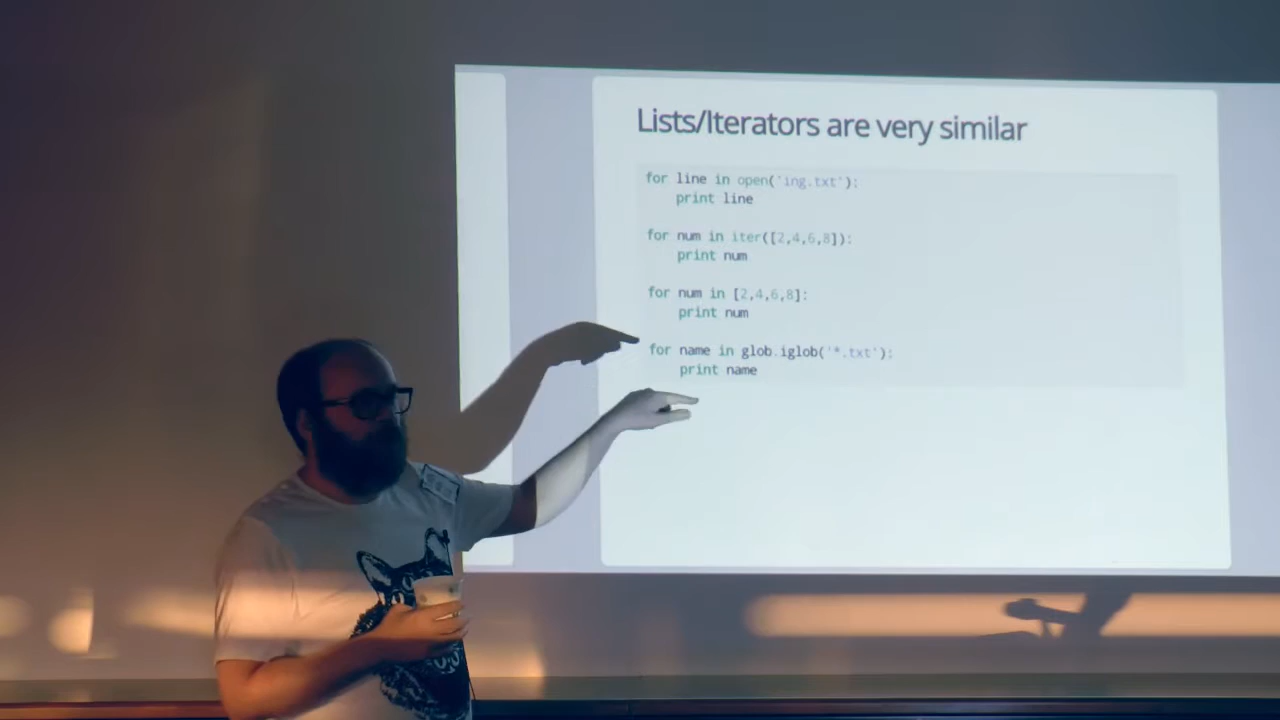 Lists/Iterators are very similar
for line in open('ing.txt'):
    print line
for num in iter([2,4,6,8]):
    print num
for num in [2,4,6,8]:
    print num
for name in glob.iglob('*.txt'):
    print name